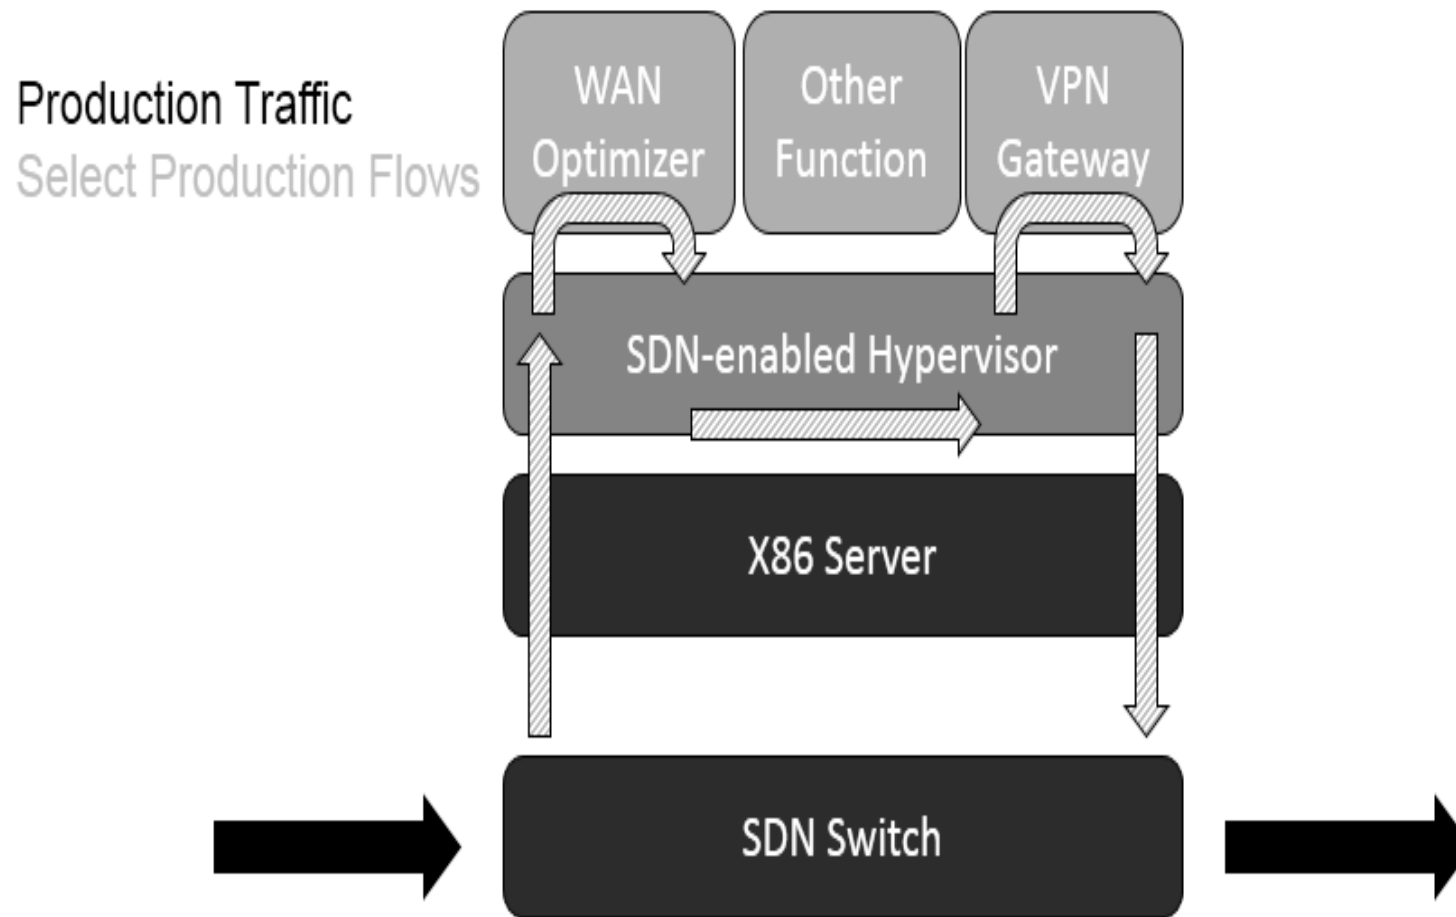 Production Traffic
Select Production Flows
WAN
Optimizer
Other
Function
VPN
Gateway
SDN-enabled Hypervisor
X86 Server
SDN Switch